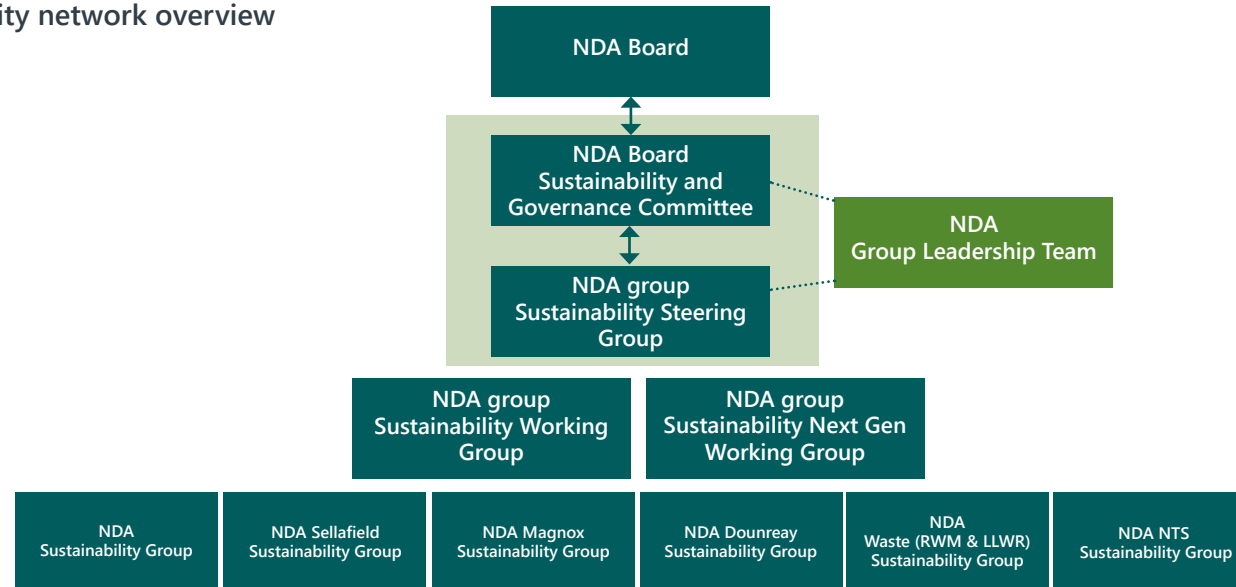 ity network overview
NDA Board
NDA Board
Sustainability and
Governance Committee
NDA
Group Leadership Team
NDA group
Sustainability Steering
Group
NDA group
Sustainability Working
Group
NDA group
Sustainability Next Gen
Working Group
NDA
Sustainability Group
NDA Sellafield
Sustainability Group
NDA Magnox
Sustainability Group
NDA Dounreay
Sustainability Group
NDA
Waste (RWM & LLWR)
Sustainability Group
NDA NTS
Sustainability Group